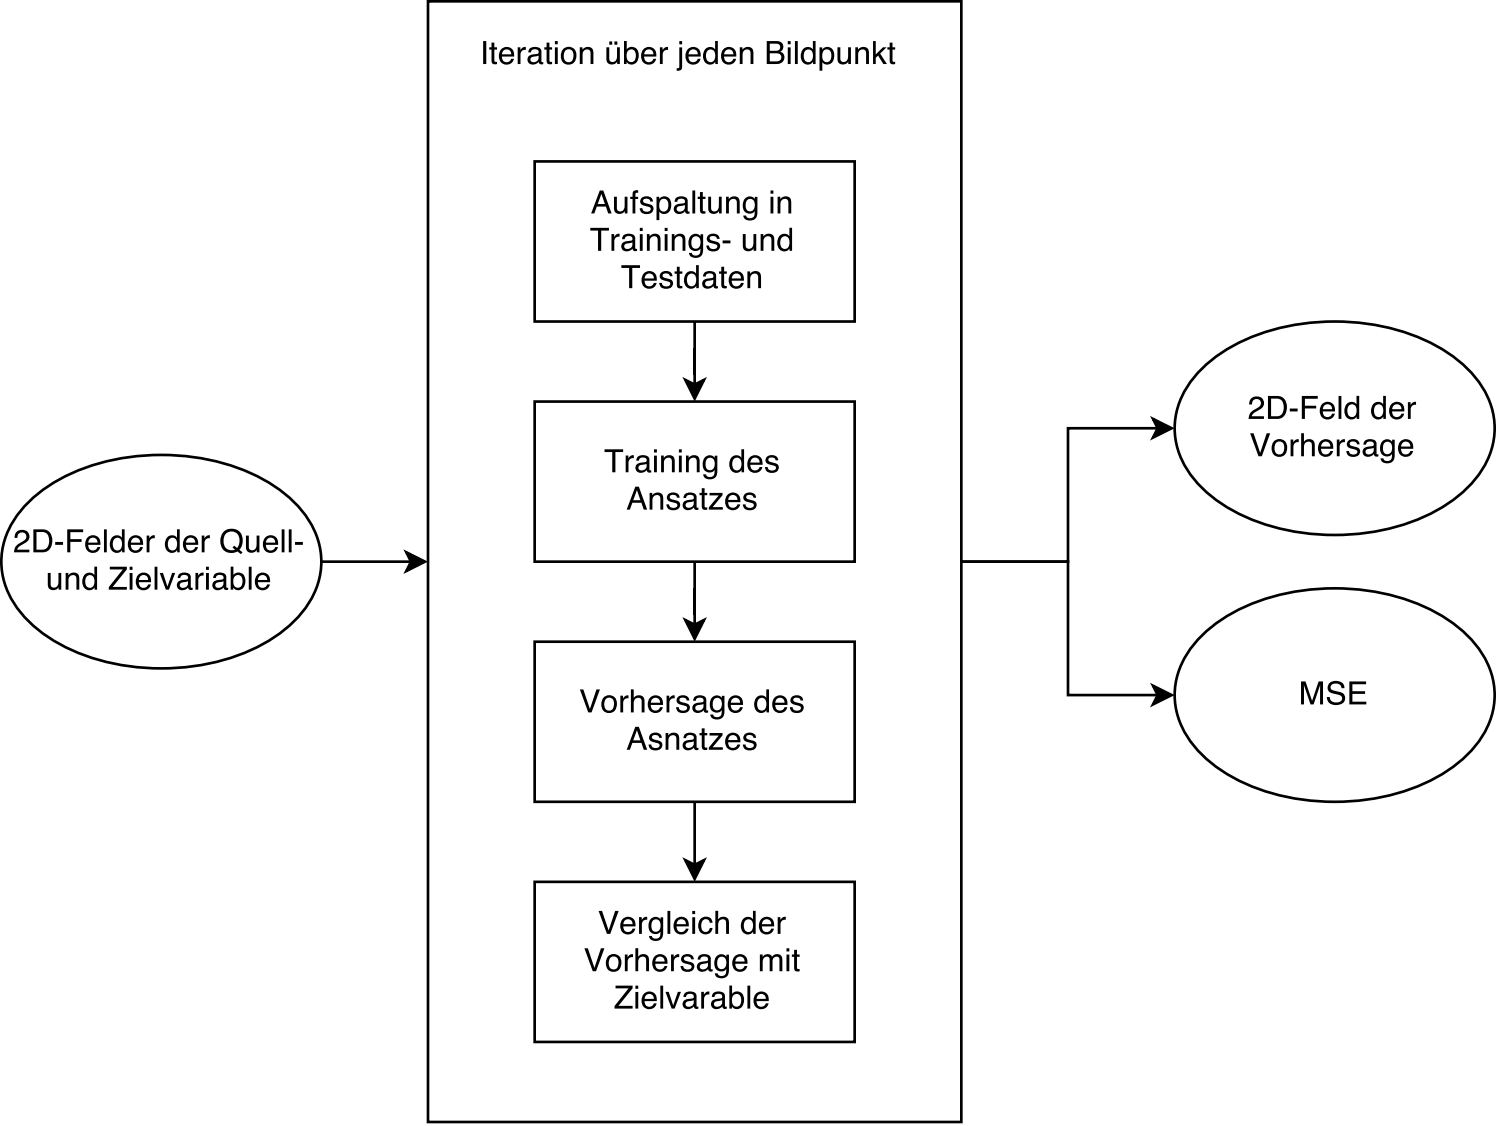 Iteration über jeden Bildpunkt
Aufspaltung in
Trainings- und
Testdaten
Training des
Ansatzes
Vorhersage des
Asnatzes
Vergleich der
Vorhersage mit
Zielvarable
2D-Felder der Quell-
und Zielvariable
2D-Feld der
Vorhersage
MSE